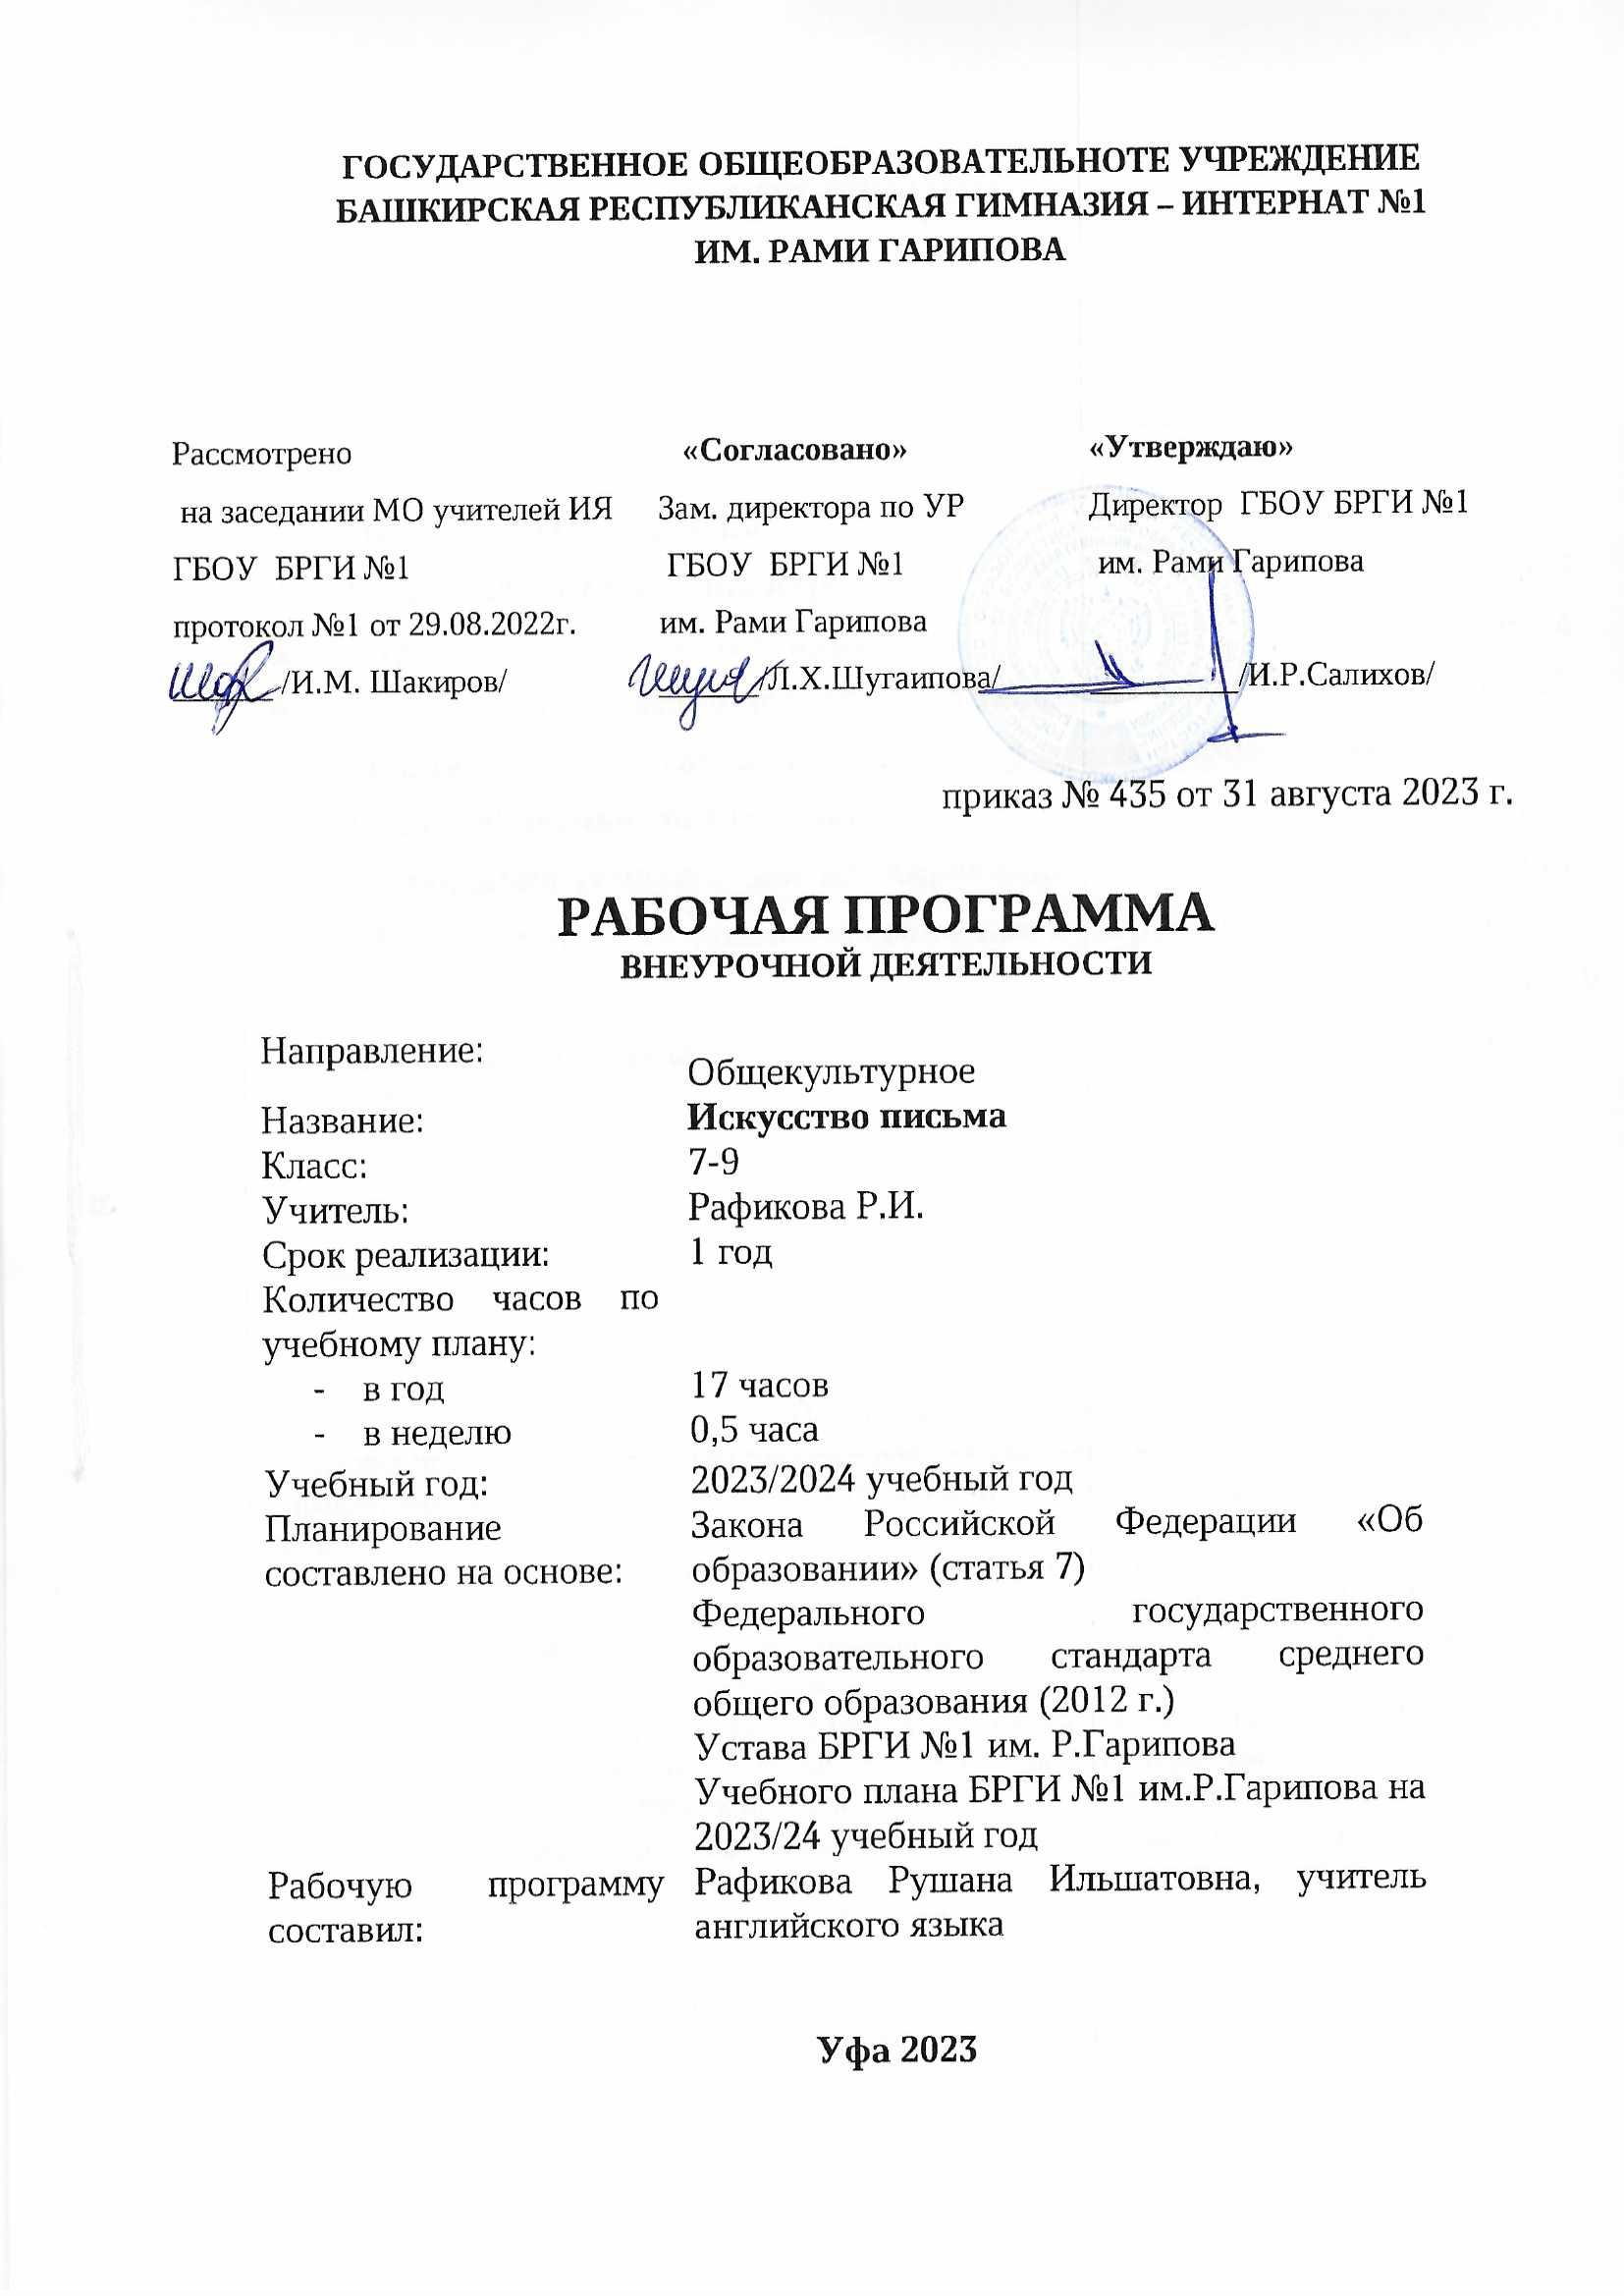 ГОСУДАРСТВЕННОЕ ОБЩЕОБРАЗОВАТЕЛЬНОТЕ УЧРЕЖДЕНИЕ
БАШКИРСКАЯ РЕСПУБЛИКАНСКАЯ ГИМНАЗИЯ – ИНТЕРНАТ №1
ИМ. РАМИ ГАРИПОВА
Рассмотрено
на заседании МО учителей ИЯ
ГБОУ БРГИ №1
протокол №1 от 29.08.2022г.
/И.М. Шакиров/
«Согласовано»
Зам. директора по УР
ГБОУ БРГИ №1
им. Рами Гарипова
/Л.Х.Шугаипова/
«Утверждаю»
Директор ГБОУ БРГИ №1
им. Рами Гарипова
/И.Р.Салихов/
приказ № 435 от 31 августа 2023 г.
РАБОЧАЯ ПРОГРАММА
ВНЕУРОЧНОЙ ДЕЯТЕЛЬНОСТИ
Направление: Общекультурное
Название: Искусство письма
Класс: 7-9
Учитель: Рафикова Р.И.
Срок реализации: 1 год
Количество часов по
учебному плану:
- в год 17 часов
- в неделю 0,5 часа
Учебный год: 2023/2024 учебный год
Планирование Закона Российской Федерации «Об
составлено на основе: образовании» (статья 7)
Федерального государственного
образовательного стандарта среднего
общего образования (2012 г.)
Устава БРГИ №1 им. Р.Гарипова
Учебного плана БРГИ №1 им.Р.Гарипова на
2023/24 учебный год
Рабочую программу Рафикова Рушана Ильшатовна, учитель
составил: английского языка
Уфа 2023